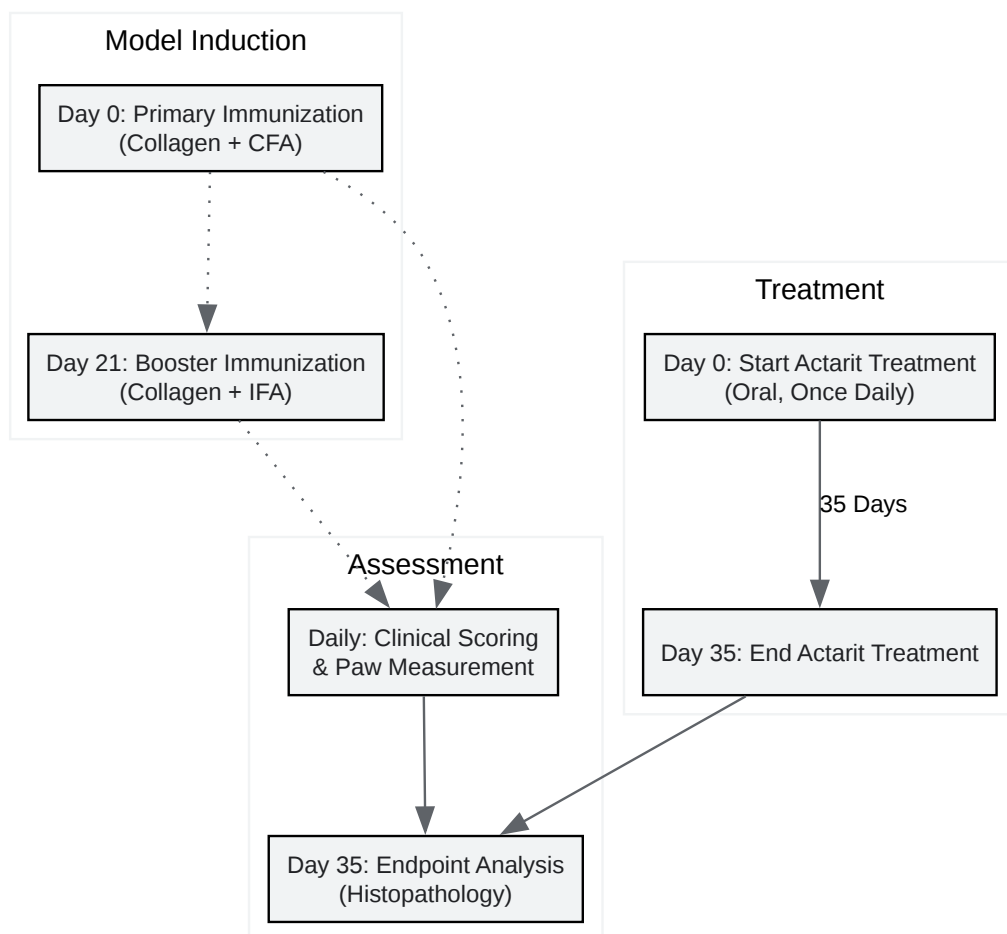 Model Induction
Day 0: Primary Immunization
(Collagen + CFA)
Day 21: Booster Immunization
(Collagen + IFA)
Treatment
Day 0: Start Actarit Treatment
(Oral, Once Daily)
35 Days
Day 35: End Actarit Treatment
Assessment
Daily: Clinical Scoring
& Paw Measurement
Day 35: Endpoint Analysis
(Histopathology)